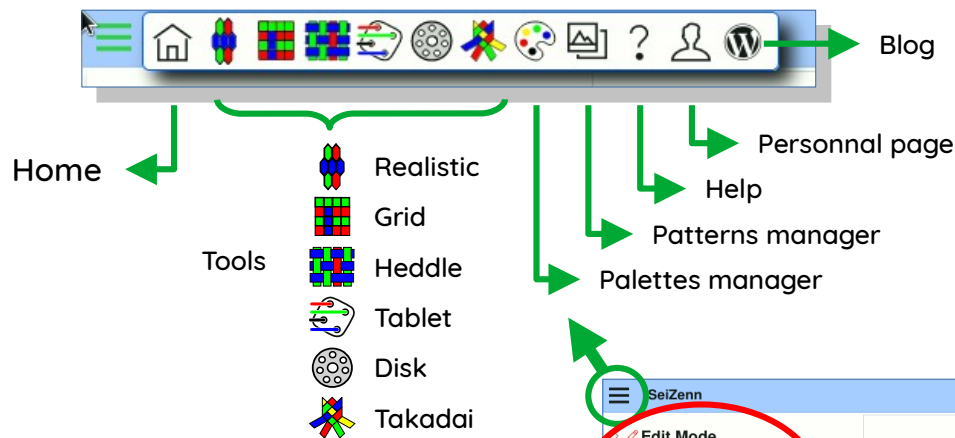 Blog
Personnal page
Home
Realistic
Help
Grid
Patterns manager
Tools
Heddle
Palettes manager
Tablet
Disk
SeiZenn
Takadai
Edit Mode